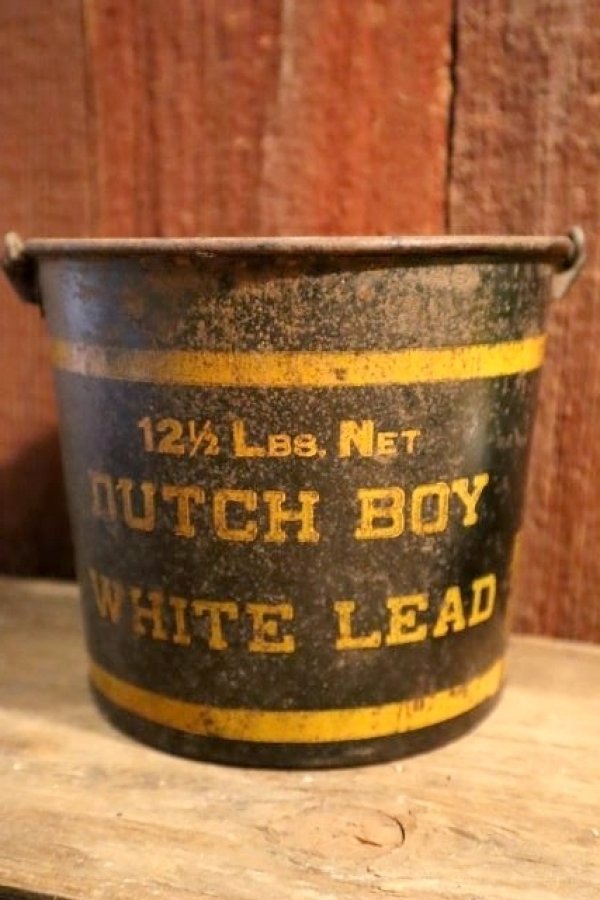 12½ LBS. NET
DUTCH BOY
WHITE LEAD